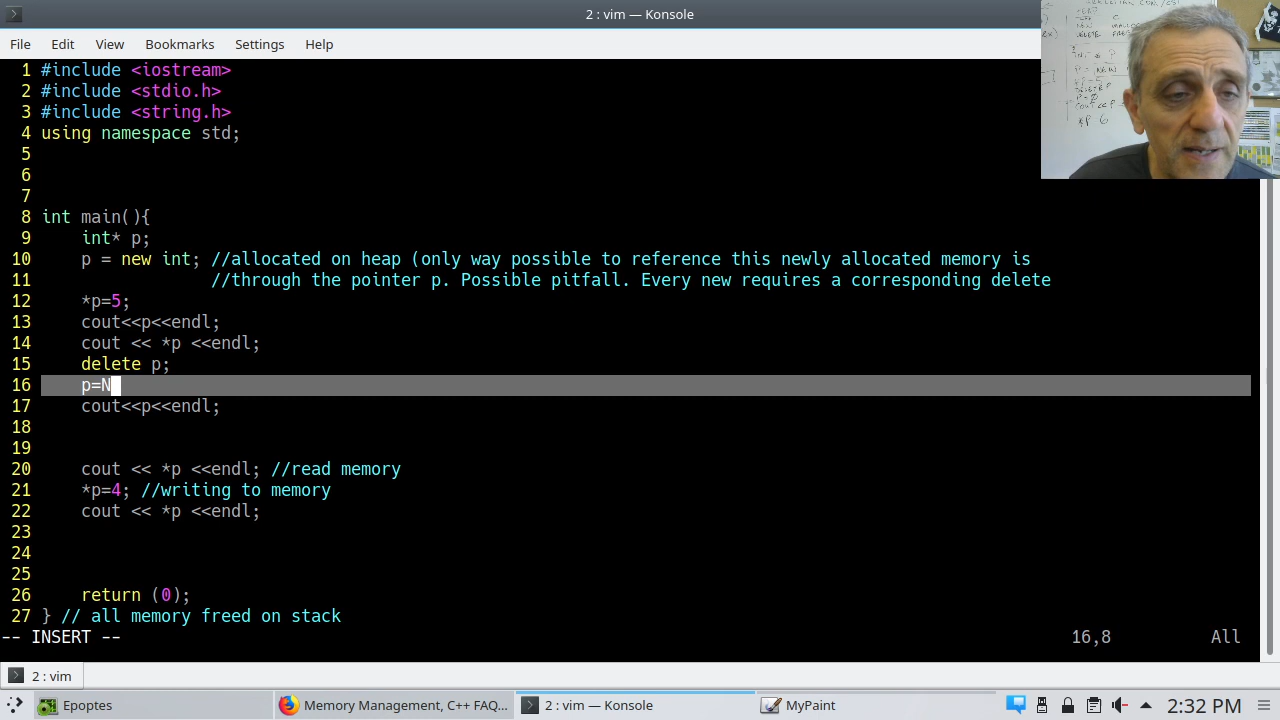 2 : vim — Konsole
File Edit View Bookmarks Settings Help
1 #include <iostream>
2 #include <stdio.h>
3 #include <string.h>
4 using namespace std;
5
6
7
8 int main(){
9     int* p;
10     p = new int; //allocated on heap (only way possible to reference this newly allocated memory is
11                  //through the pointer p. Possible pitfall. Every new requires a corresponding delete
12     *p=5;
13     cout<<p<<endl;
14     cout << *p <<endl;
15     delete p;
16     p=N
17     cout<<p<<endl;
18
19
20     cout << *p <<endl; //read memory
21     *p=4; //writing to memory
22     cout << *p <<endl;
23
24
25
26     return (0);
27 } // all memory freed on stack
-- INSERT -- 16,8 All
2 : vim
Epoptes Memory Management, C++ FAQ... 2 : vim — Konsole MyPaint 2:32 PM